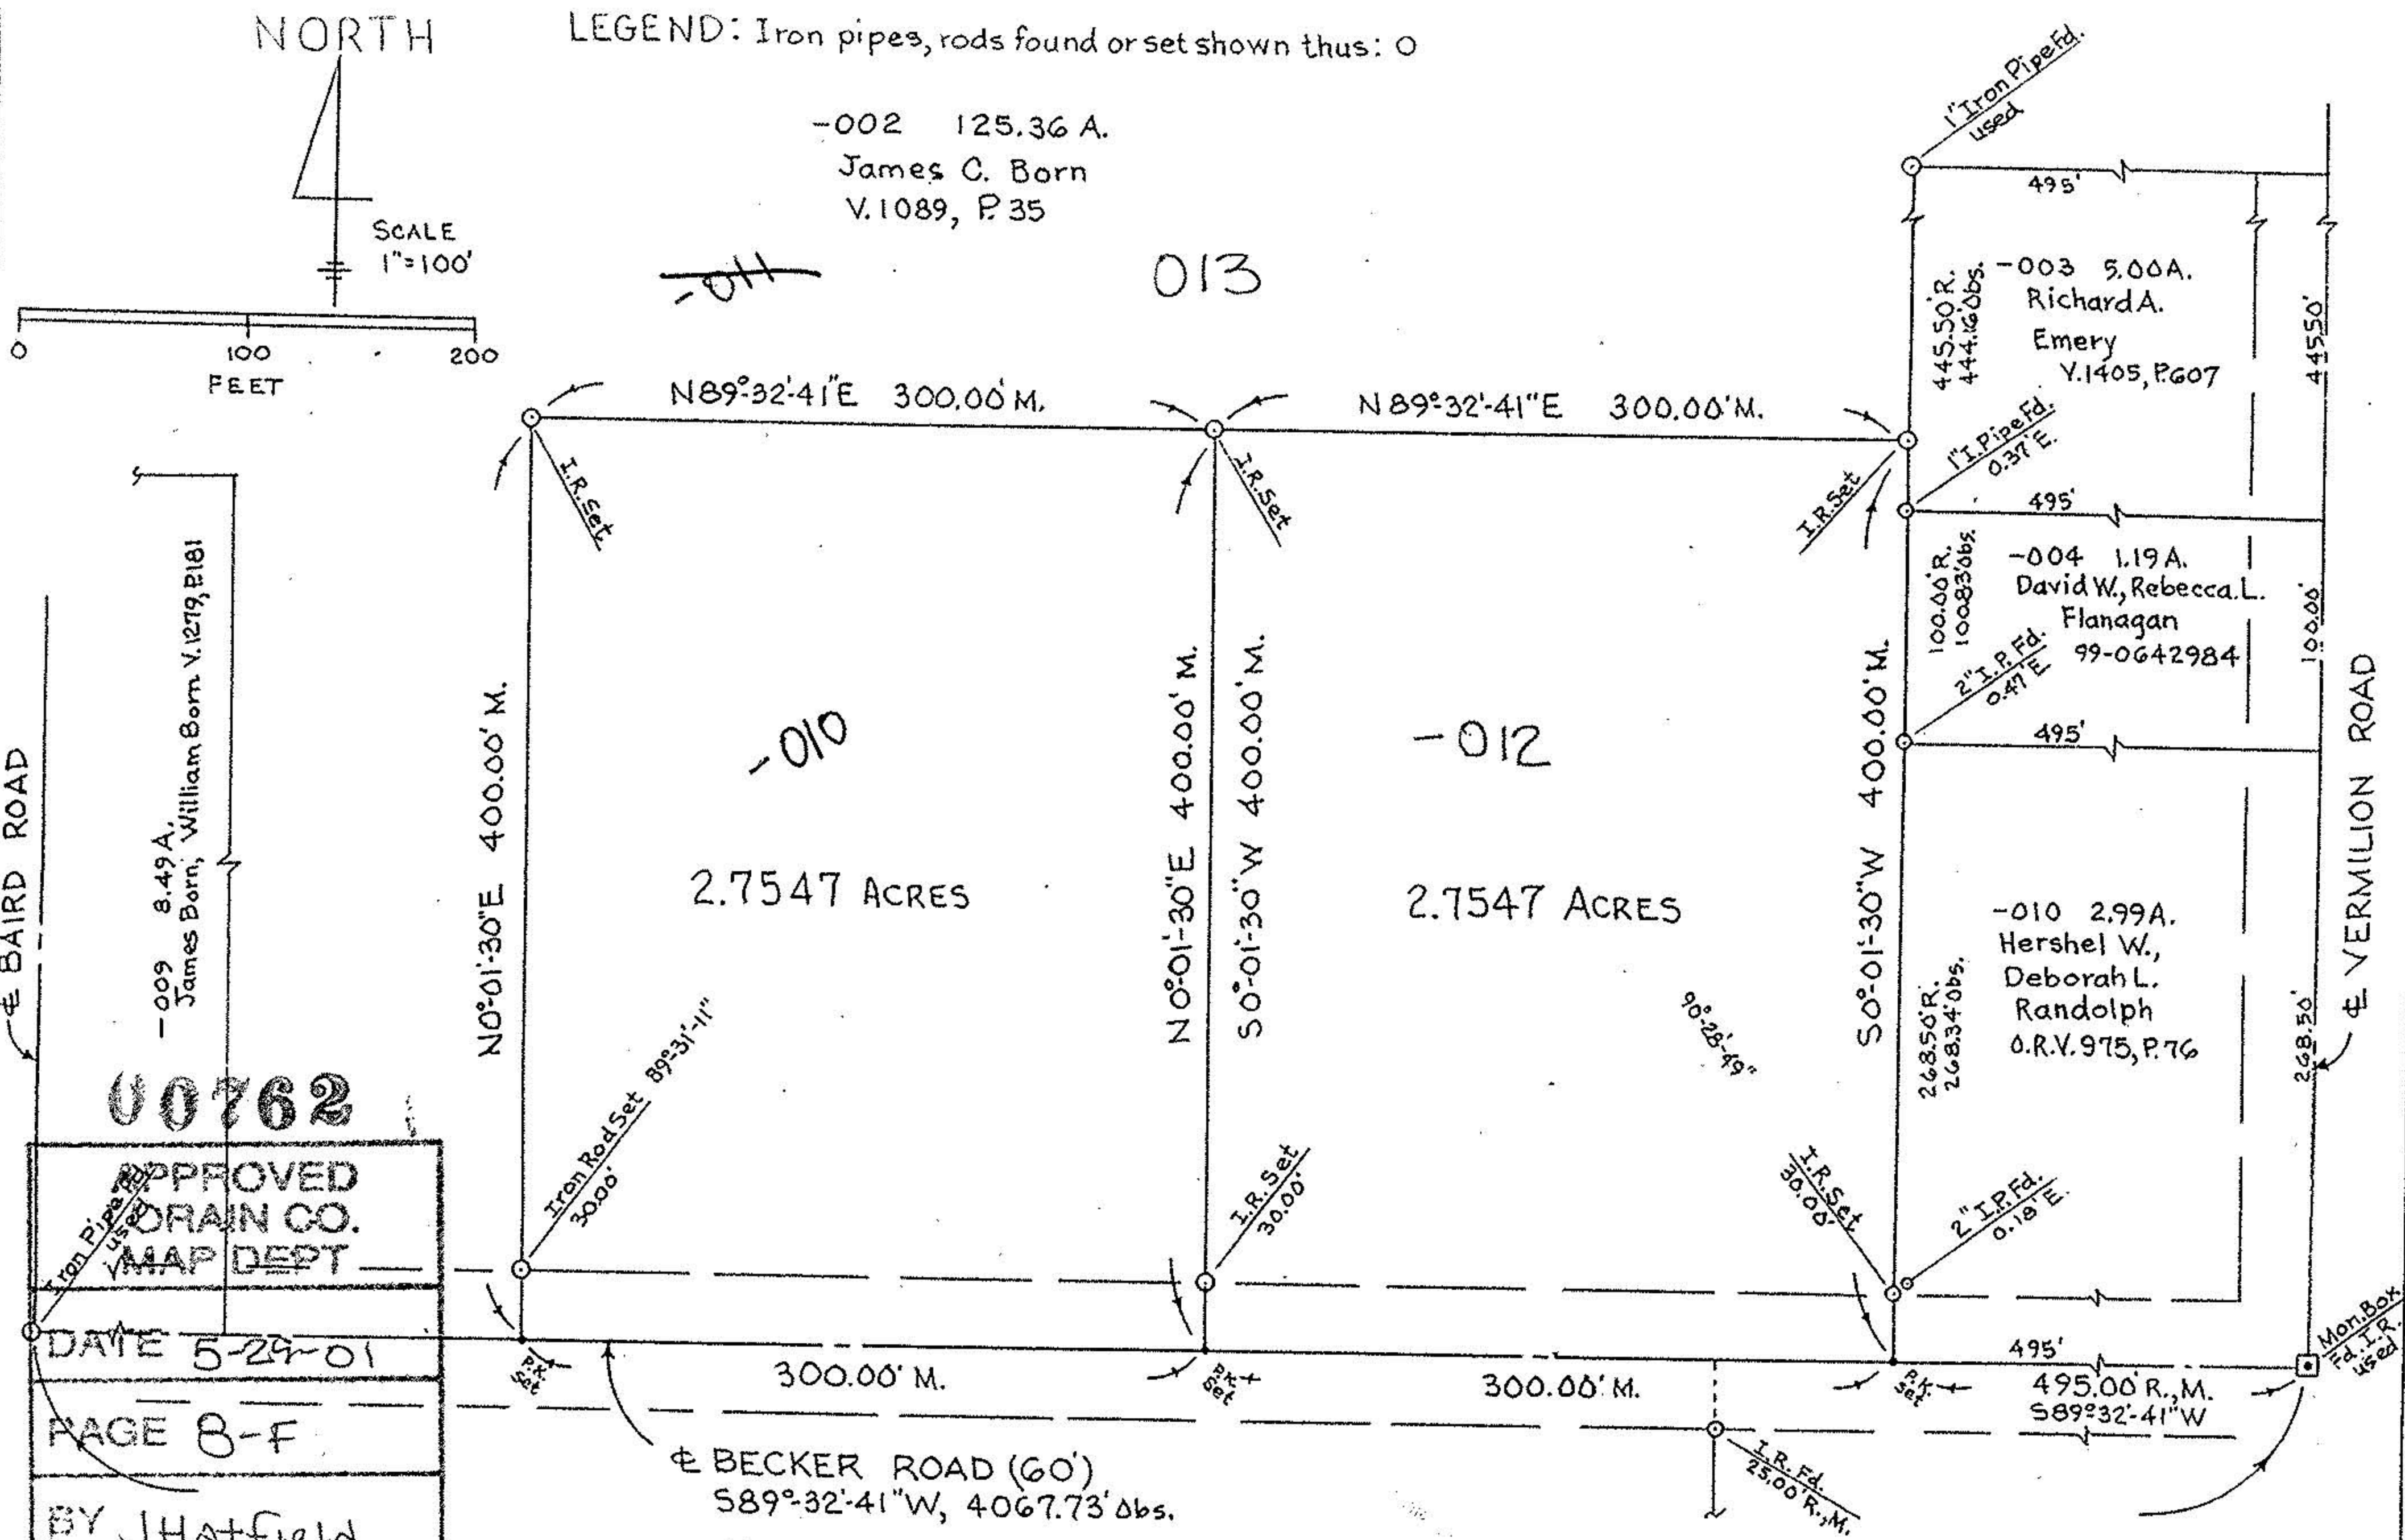 NORTH
LEGEND: Iron pipes, rods found or set shown thus: O
SCALE
1"=100'
0 100 200
FEET
-002 125.36 A.
James C. Born
V.1089, P. 35
-011
013
1" Iron Pipe Fd.
used
495'
445.50' R.
444.16' Obs.
-003 5.00 A.
Richard A.
Emery
V.1405, P.607
445.50'
N89°-32'-41"E 300.00' M.
N89°-32'-41"E 300.00' M.
I.R. Set
I.R. Set
I.R. Set
1" I. Pipe Fd.
0.37' E.
495'
100.00' R.
100.83' Obs.
-004 1.19 A.
David W., Rebecca L.
Flanagan
99-0642984
100.00'
2" I.P. Fd.
0.47' E
495'
℄ BAIRD ROAD
-009 8.49 A.
James Born, William Born V.1279, P.181
N0°-01'-30"E 400.00' M.
-010
2.7547 ACRES
N0°-01'-30"E 400.00' M.
S0°-01'-30"W 400.00' M.
-012
2.7547 ACRES
S0°-01'-30"W 400.00' M.
268.50' R.
268.34' Obs.
-010 2.99 A.
Hershel W.,
Deborah L.
Randolph
O.R.V. 975, P. 76
268.50'
℄ VERMILION ROAD
89°-31'-11"
90°-28'-49"
Iron Rod Set
30.00'
I.R. Set
30.00'
I.R. Set
30.00'
2" I.P. Fd.
0.18' E.
00762
APPROVED
LORAIN CO.
MAP DEPT
Iron Pipe Fd
used
DATE 5-29-01
PAGE 8-F
BY J Hatfield
P.K. Set
300.00' M.
P.K. Set
300.00' M.
P.K. Set
495'
495.00' R., M.
S89°-32'-41"W
Mon. Box
Fd. I.R.
used
℄ BECKER ROAD (60')
S89°-32'-41"W, 4067.73' Obs.
I.R. Fd.
25.00' R., M.